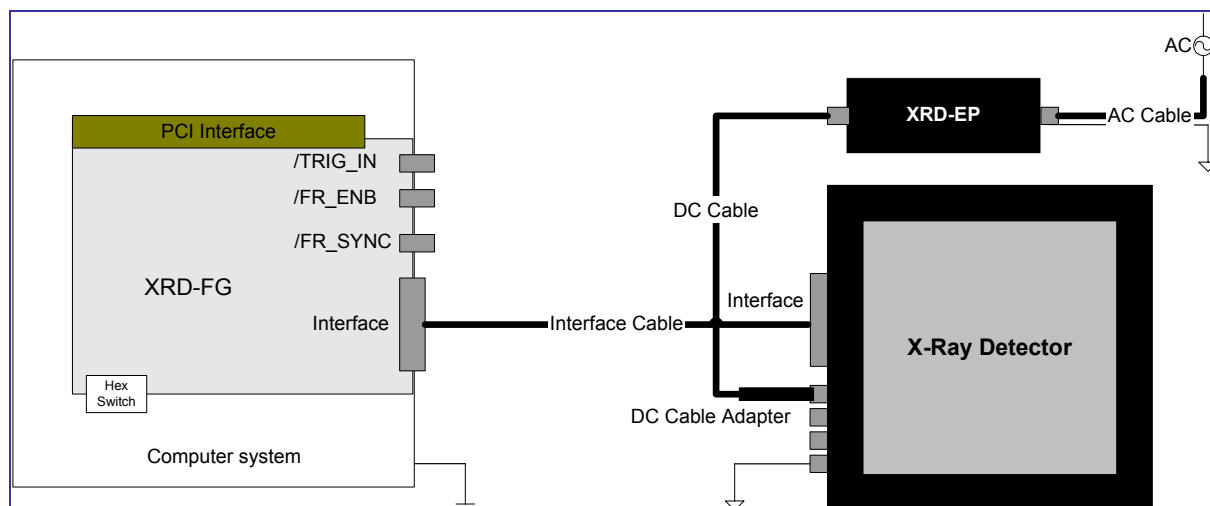 AC
XRD-EP
AC Cable
PCI Interface
/TRIG_IN
/FR_ENB
/FR_SYNC
DC Cable
XRD-FG
Interface
Interface Cable
Interface
X-Ray Detector
Hex
Switch
DC Cable Adapter
Computer system